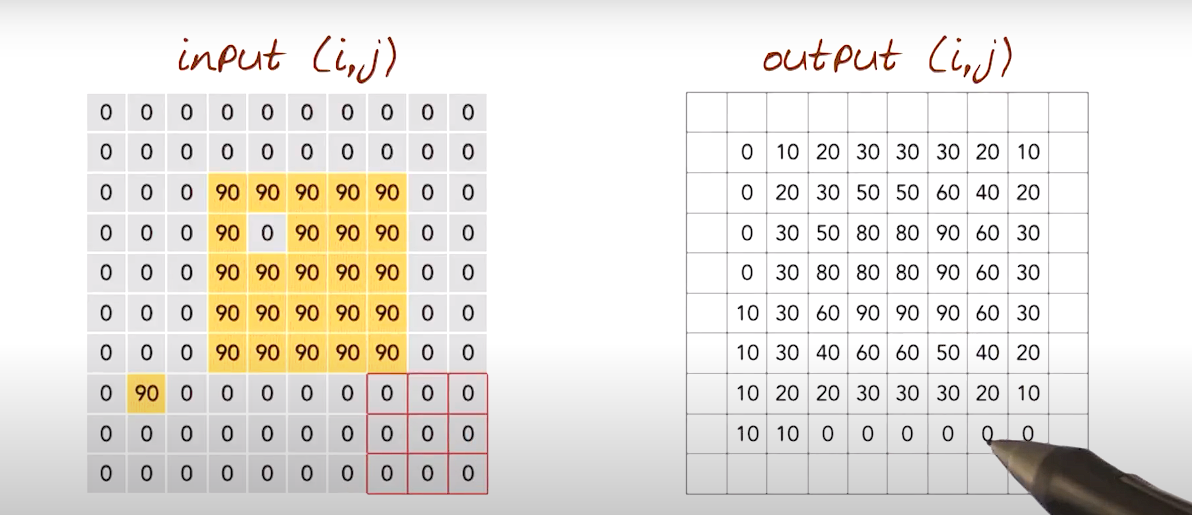 input (i,j)
output (i,j)
0 0 0 0 0 0 0 0 0 0
0 0 0 0 0 0 0 0 0 0
0 0 0 90 90 90 90 90 0 0
0 0 0 90 0 90 90 90 0 0
0 0 0 90 90 90 90 90 0 0
0 0 0 90 90 90 90 90 0 0
0 0 0 90 90 90 90 90 0 0
0 90 0 0 0 0 0 0 0 0
0 0 0 0 0 0 0 0 0 0
0 0 0 0 0 0 0 0 0 0
0 10 20 30 30 30 20 10
0 20 30 50 50 60 40 20
0 30 50 80 80 90 60 30
0 30 80 80 80 90 60 30
10 30 60 90 90 90 60 30
10 30 40 60 60 50 40 20
10 20 20 30 30 30 20 10
10 10 0 0 0 0 0 0